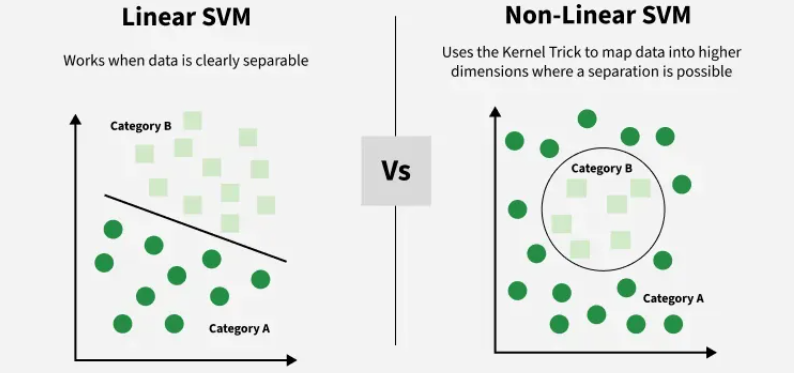 Linear SVM
Works when data is clearly separable
Category B
Category A
Vs
Non-Linear SVM
Uses the Kernel Trick to map data into higher
dimensions where a separation is possible
Category B
Category A